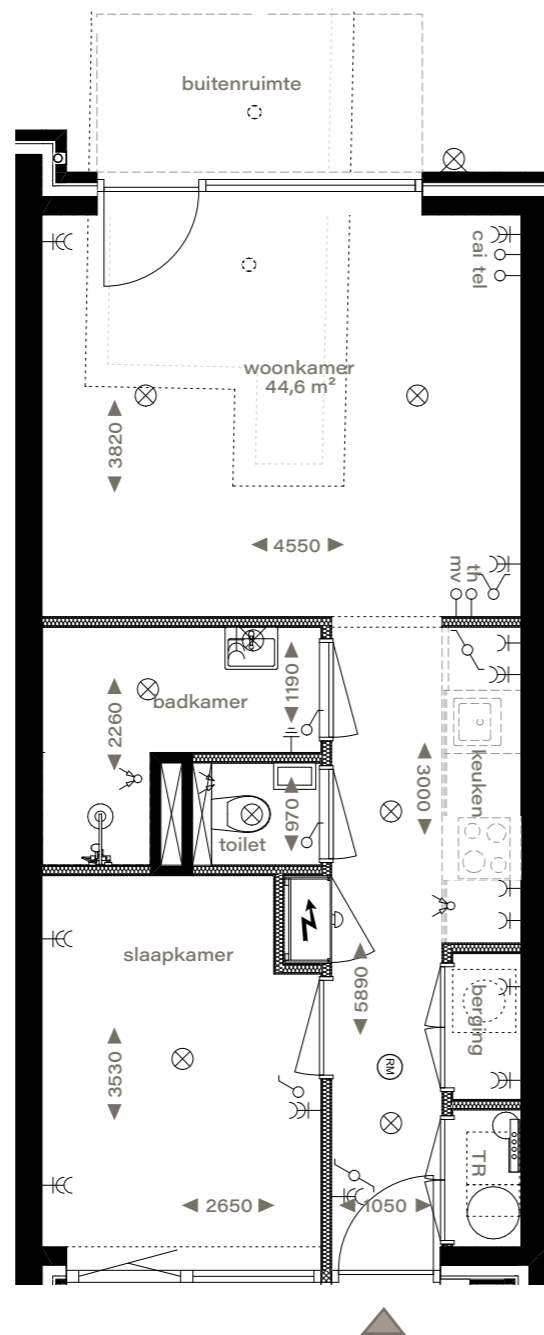 buitenruimte
cai tel
woonkamer
44,6 m²
3820
4550
mv
th
badkamer
1190
2260
3000
keuken
970
toilet
slaapkamer
5890
berging
3530
RM
TR
2650
1050